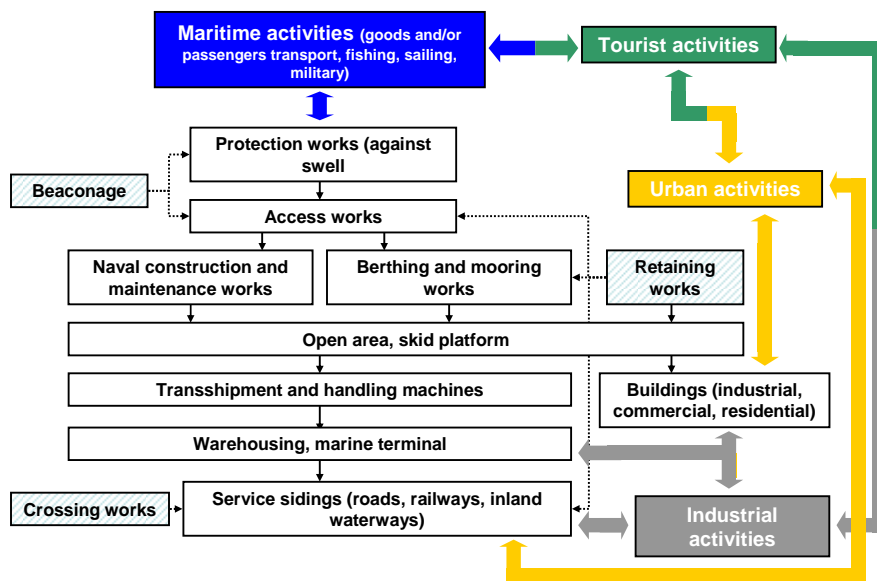 Maritime activities (goods and/or
passengers transport, fishing, sailing,
military)
Tourist activities
Protection works (against
swell
Beaconage
Urban activities
Access works
Naval construction and
maintenance works
Berthing and mooring
works
Retaining
works
Open area, skid platform
Transshipment and handling machines
Buildings (industrial,
commercial, residential)
Warehousing, marine terminal
Crossing works
Service sidings (roads, railways, inland
waterways)
Industrial
activities